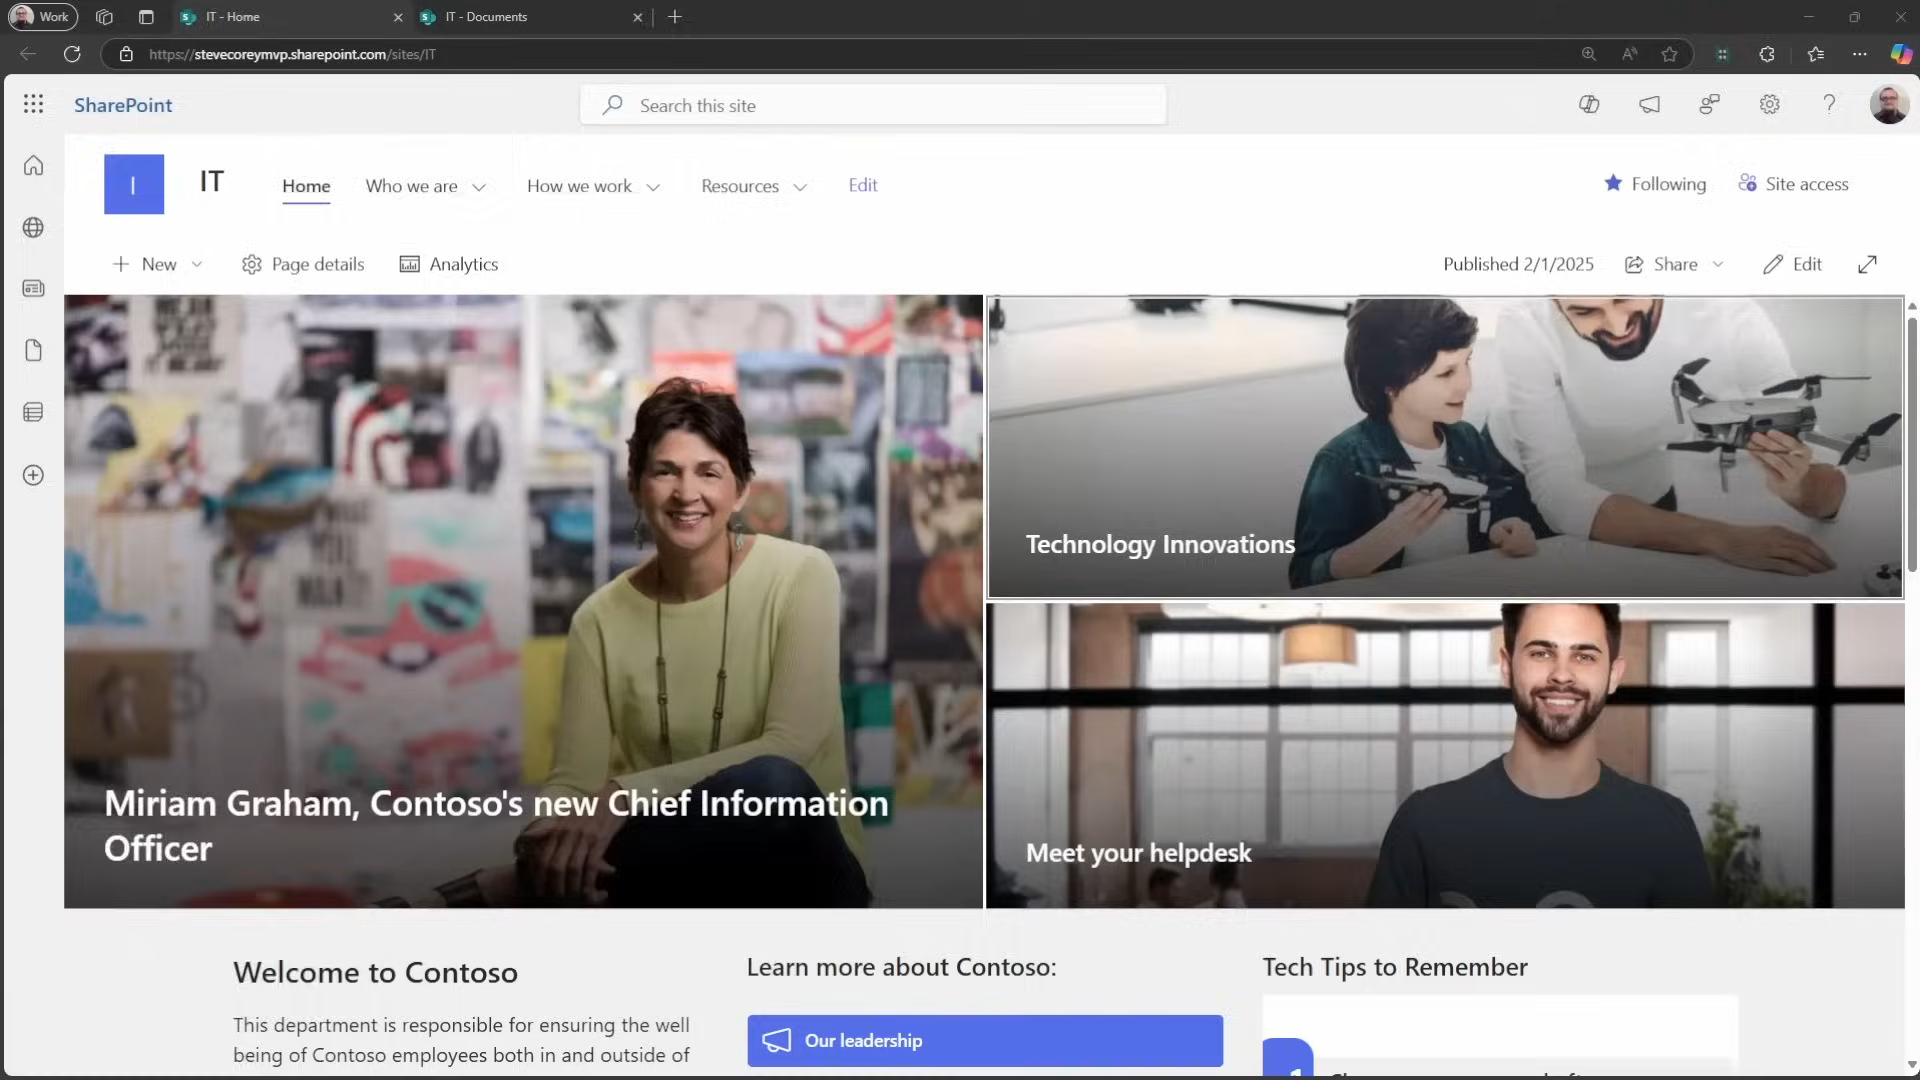 Work
IT - Home
IT - Documents
https://stevecoreymvp.sharepoint.com/sites/IT
SharePoint
Search this site
I
IT
Home
Who we are
How we work
Resources
Edit
Following
Site access
New
Page details
Analytics
Published 2/1/2025
Share
Edit
Technology Innovations
Miriam Graham, Contoso's new Chief Information
Officer
Meet your helpdesk
Welcome to Contoso
This department is responsible for ensuring the well
being of Contoso employees both in and outside of
Learn more about Contoso:
Our leadership
Tech Tips to Remember